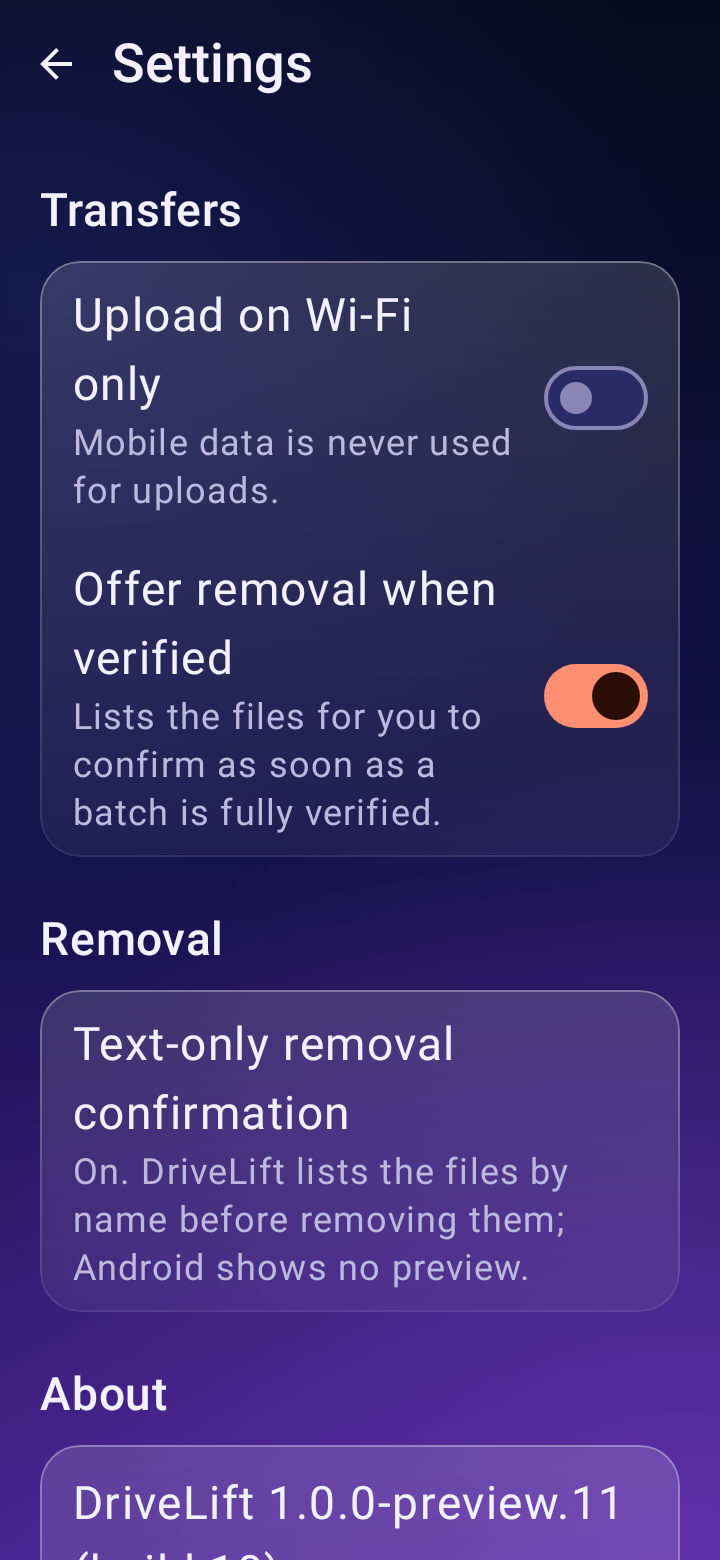 Settings
Transfers
Upload on Wi-Fi
only
Mobile data is never used
for uploads.
Offer removal when
verified
Lists the files for you to
confirm as soon as a
batch is fully verified.
Removal
Text-only removal
confirmation
On. DriveLift lists the files by
name before removing them;
Android shows no preview.
About
DriveLift 1.0.0-preview.11